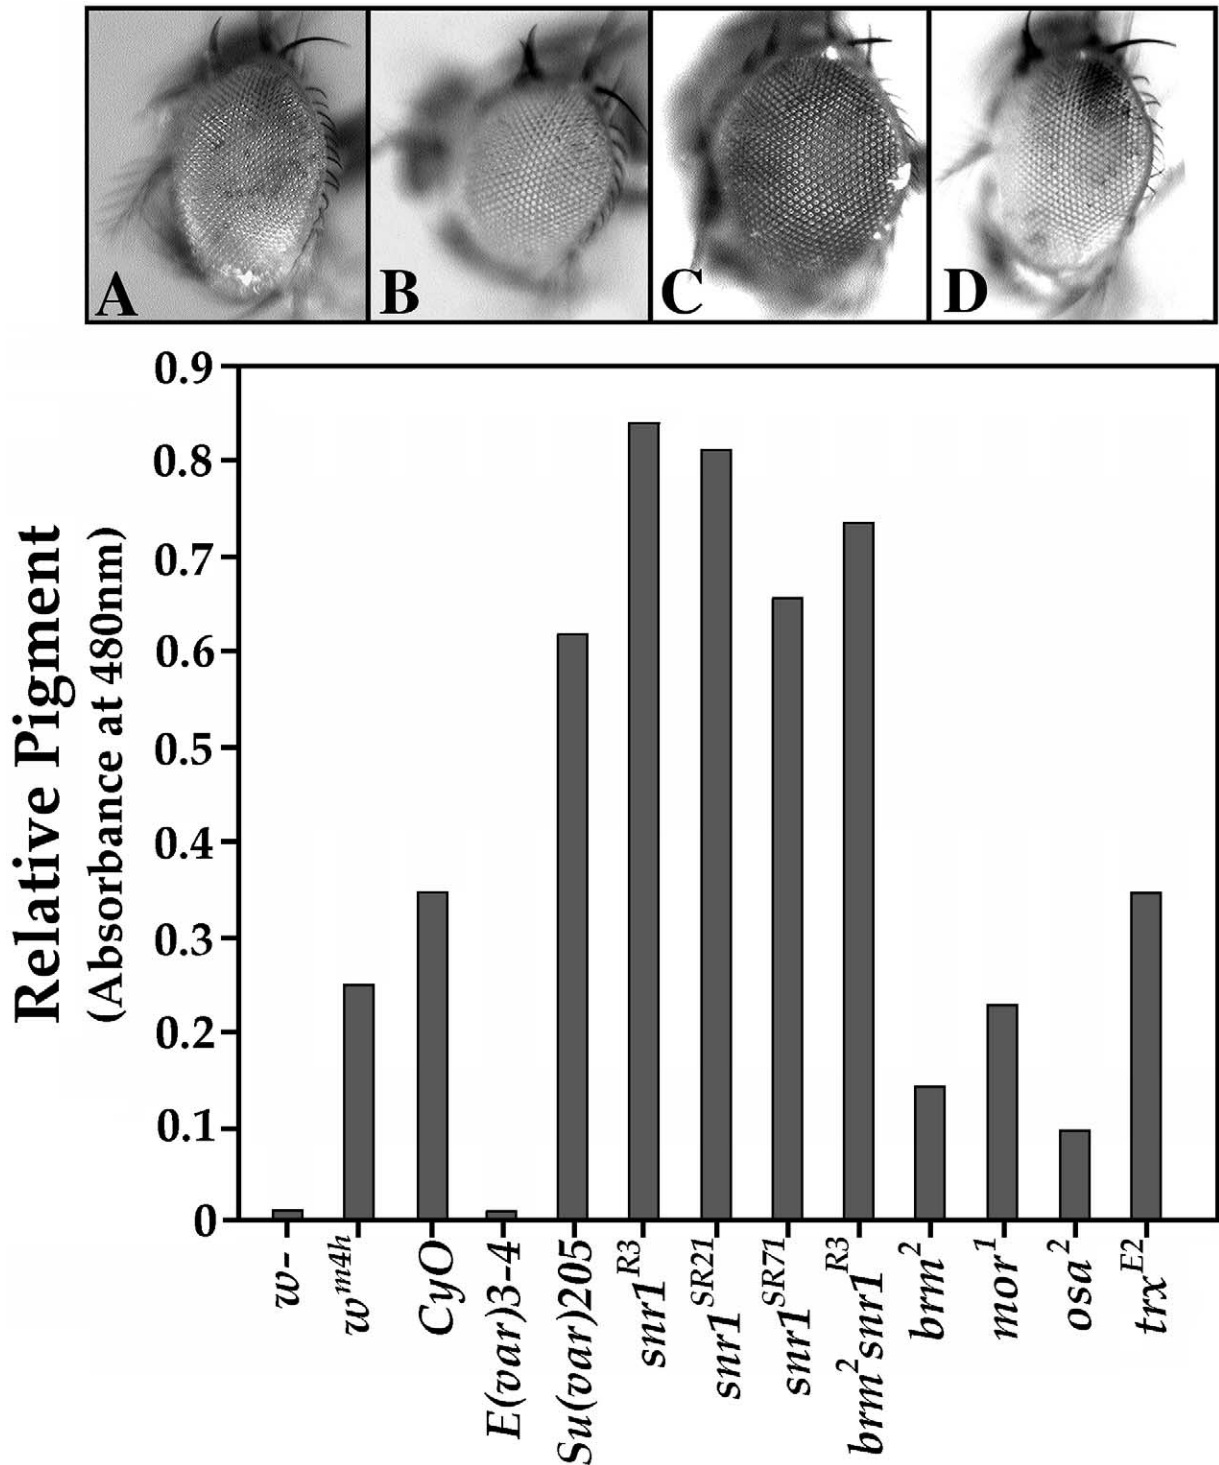 A B C D
Relative Pigment
(Absorbance at 480nm)
0.9
0.8
0.7
0.6
0.5
0.4
0.3
0.2
0.1
0
w-
w^m4h
CyO
E(var)3-4
Su(var)205
snr1^R3
snr1^SR21
snr1^SR71
brm^2snr1^R3
brm^2
mor^1
osa^2
trx^E2